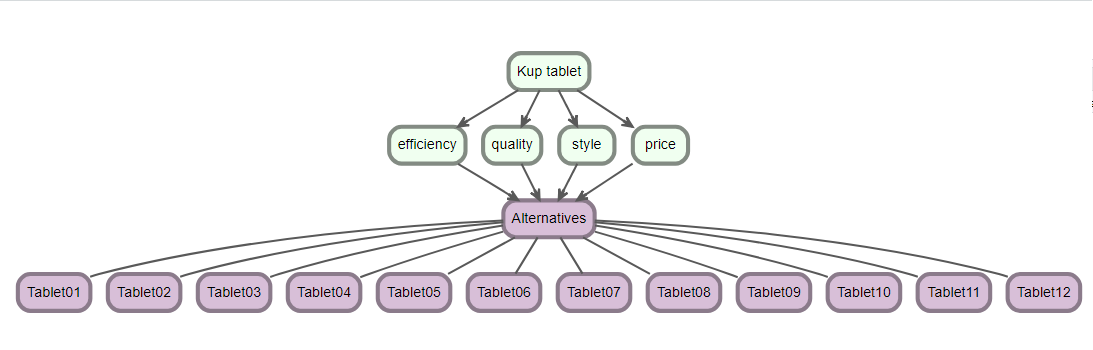 Kup tablet
efficiency
quality
style
price
Alternatives
Tablet01
Tablet02
Tablet03
Tablet04
Tablet05
Tablet06
Tablet07
Tablet08
Tablet09
Tablet10
Tablet11
Tablet12